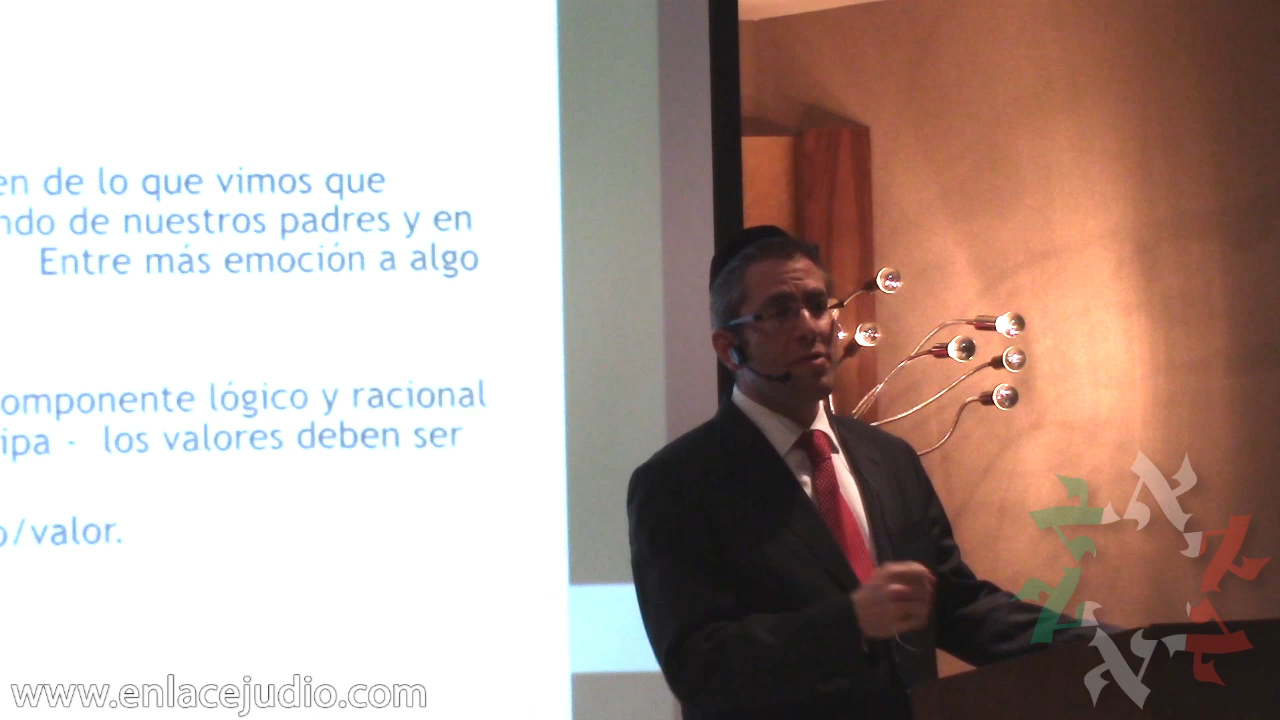 en de lo que vimos que
ndo de nuestros padres y en
Entre más emoción a algo
omponente lógico y racional
ipa - los valores deben ser
o/valor.
www.enlacejudio.com